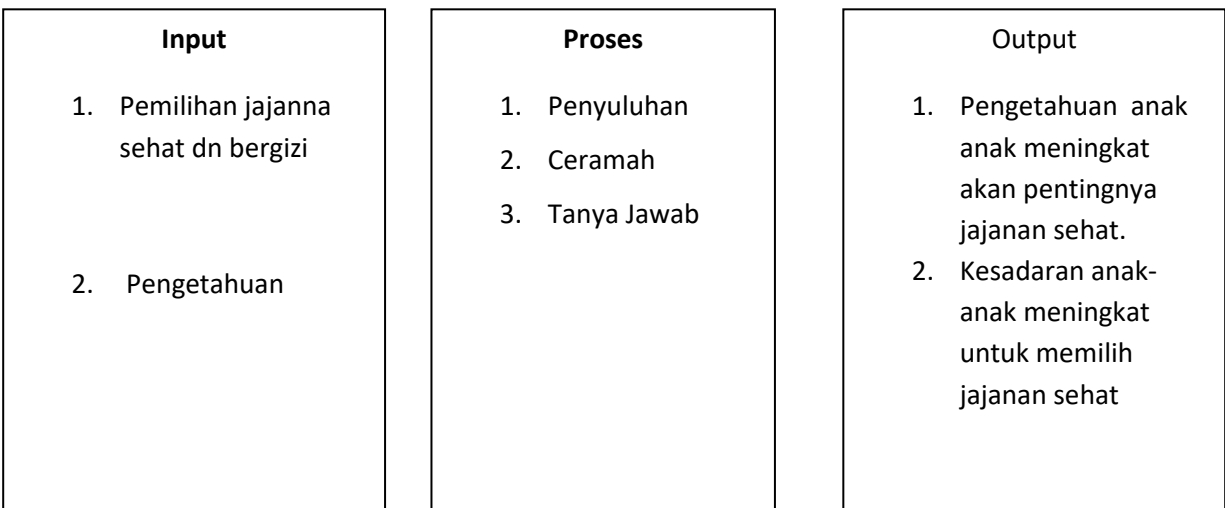 Input
1. Pemilihan jajanna
sehat dn bergizi
2. Pengetahuan
Proses
1. Penyuluhan
2. Ceramah
3. Tanya Jawab
Output
1. Pengetahuan anak
anak meningkat
akan pentingnya
jajanan sehat.
2. Kesadaran anak-
anak meningkat
untuk memilih
jajanan sehat